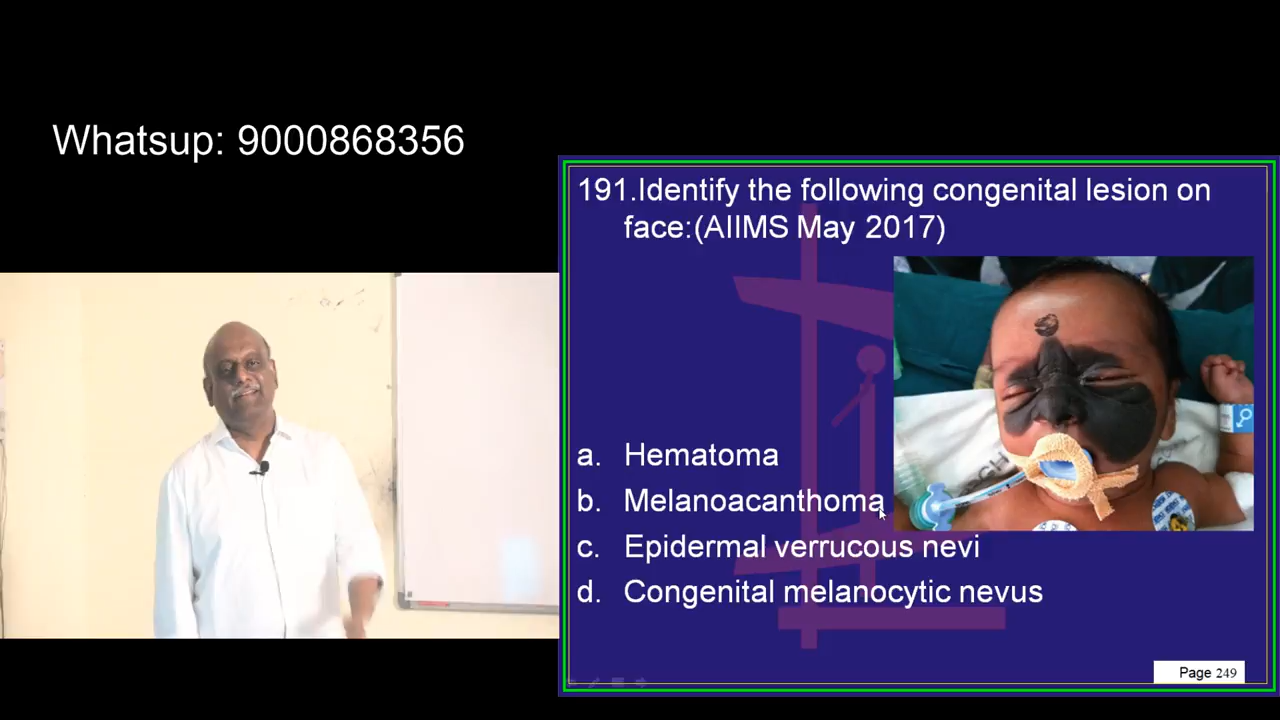 Whatsup: 9000868356
191.Identify the following congenital lesion on
face:(AIIMS May 2017)
a. Hematoma
b. Melanoacanthoma
c. Epidermal verrucous nevi
d. Congenital melanocytic nevus
Page 249